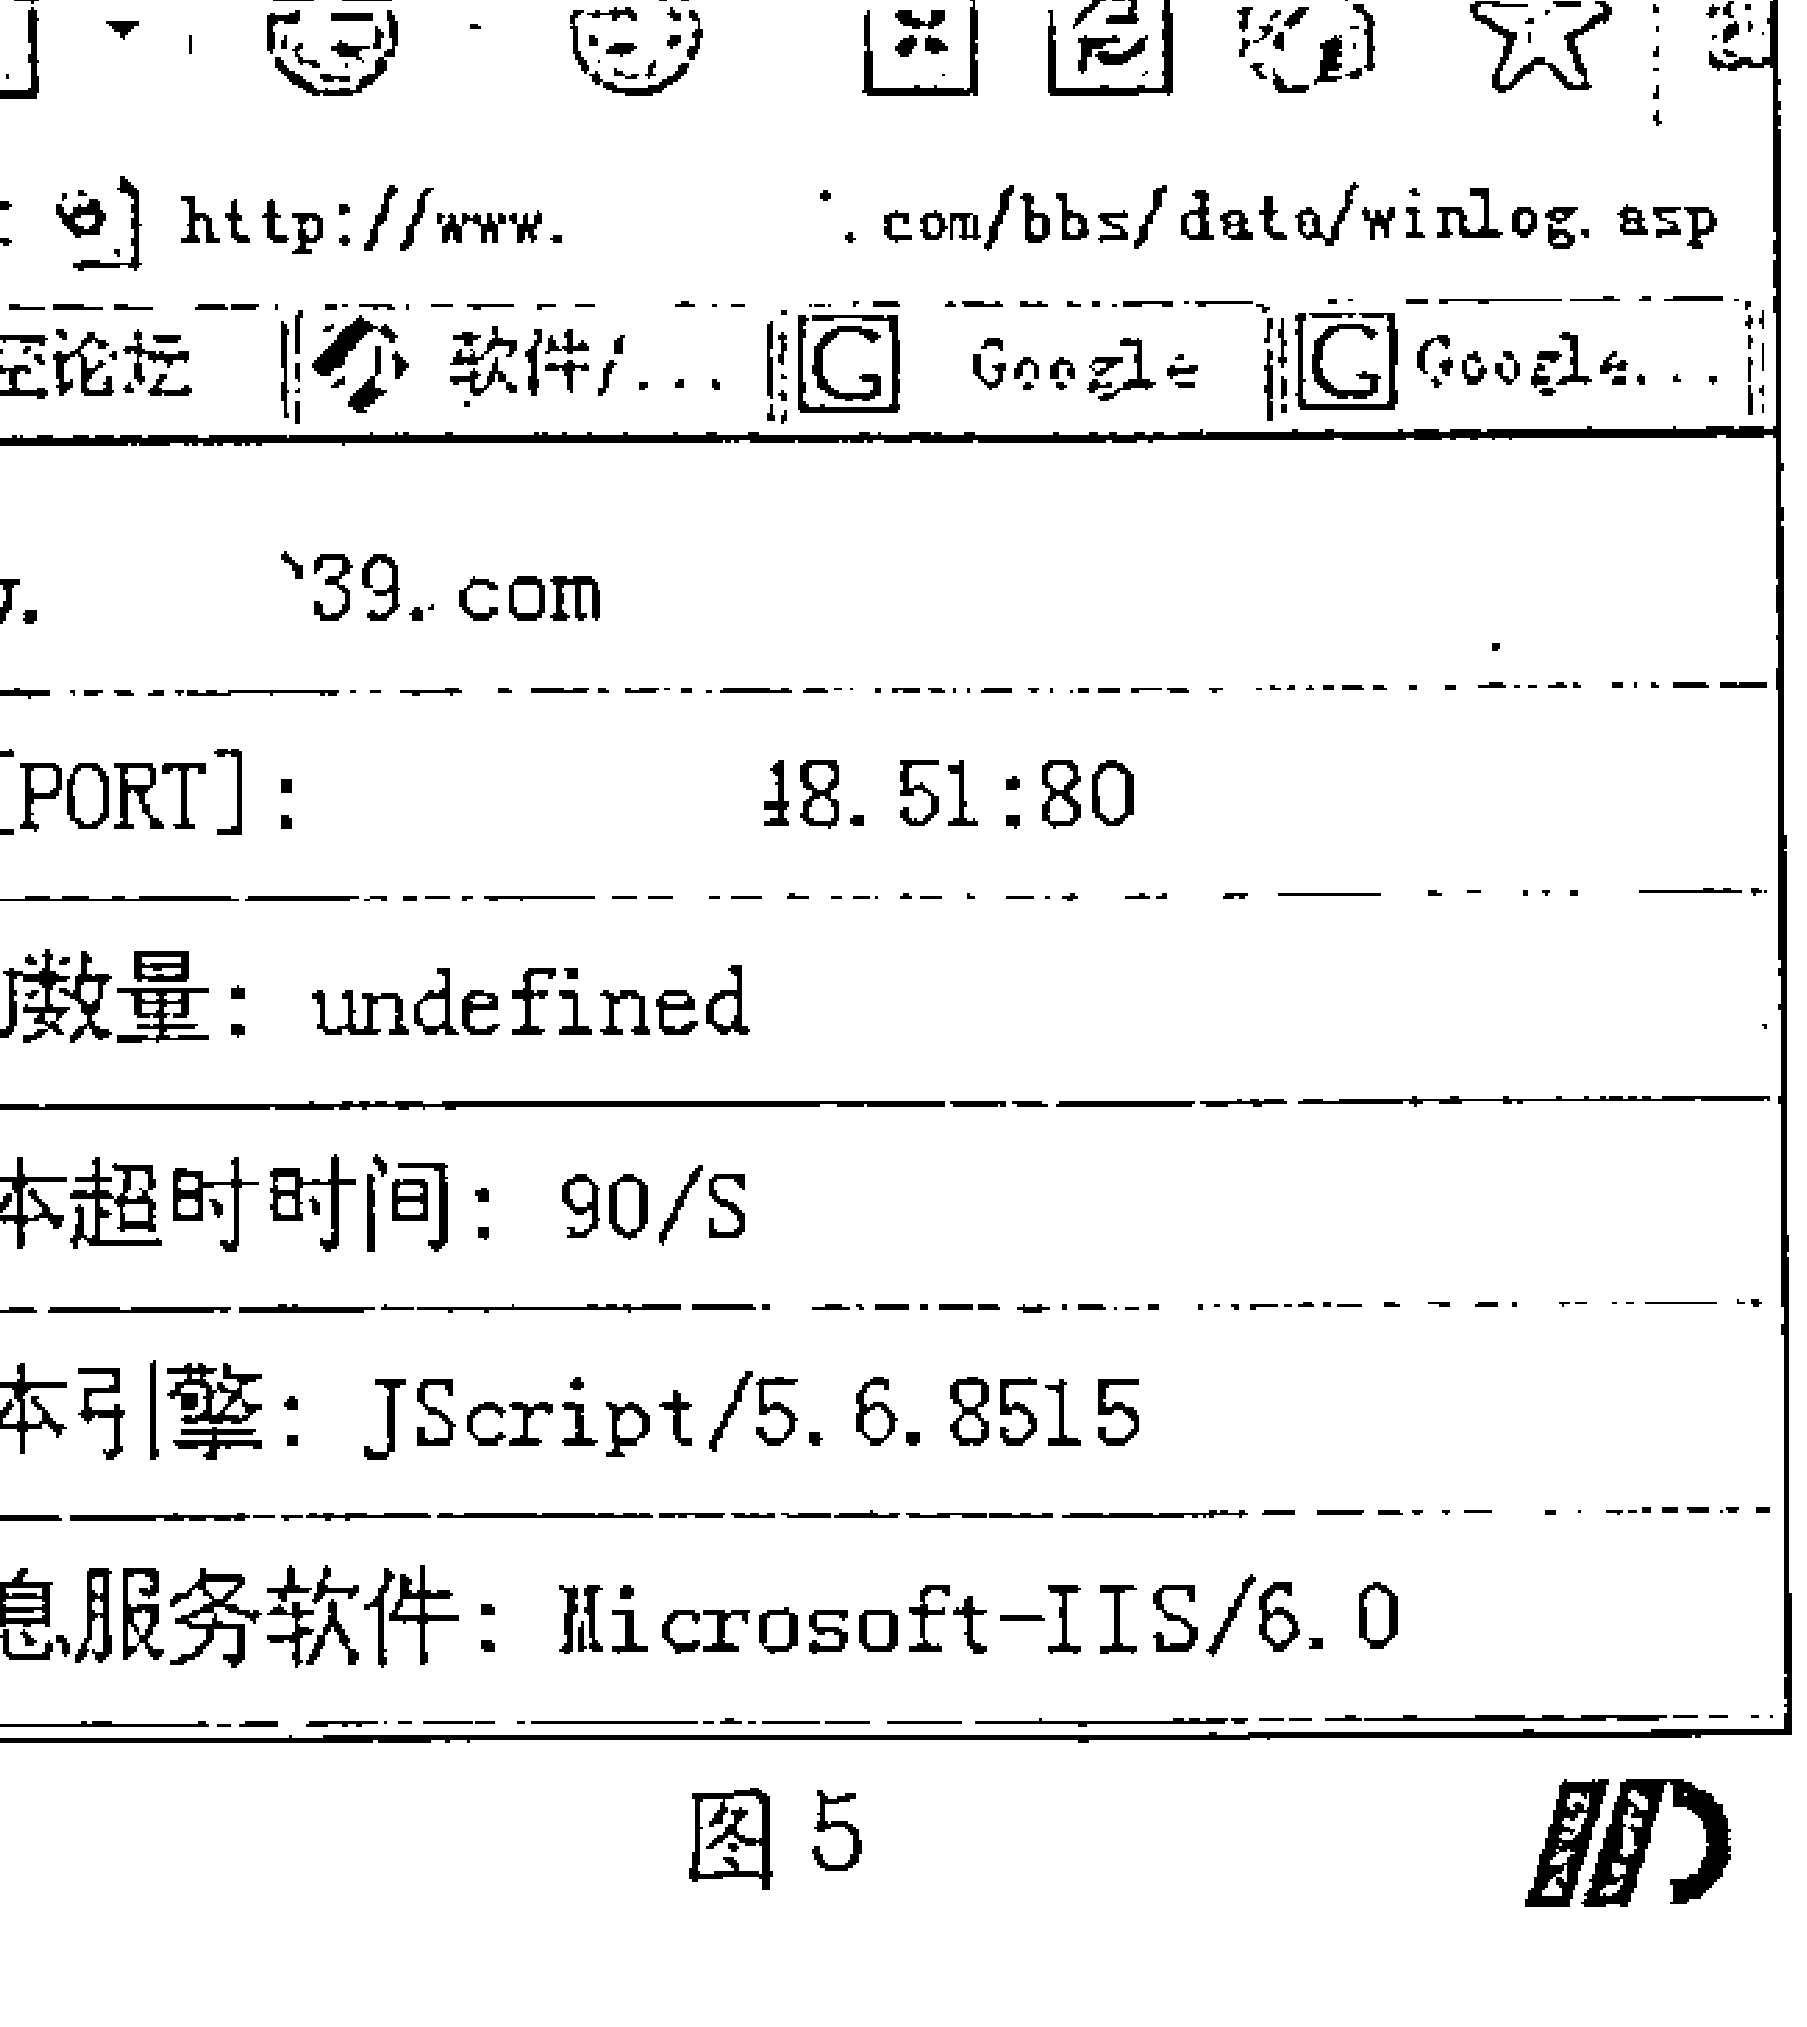 http://www. .com/bbs/data/winlog.asp
论坛 软件/... Google Google...
39.com
[PORT]: 48.51:80
数量: undefined
本超时时间: 90/S
本引擎: JScript/5.6.8515
息服务软件: Microsoft-IIS/6.0
图 5